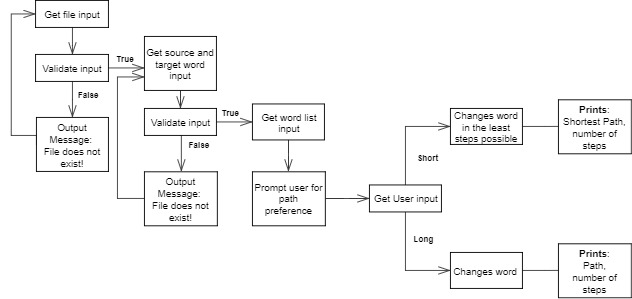 Get file input
Validate input
True
False
Output
Message:
File does not
exist!
Get source and
target word
input
Validate input
True
False
Output
Message:
File does not
exist!
Get word list
input
Prompt user for
path
preference
Get User input
Short
Long
Changes word
in the least
steps possible
Prints:
Shortest Path,
number of
steps
Changes word
Prints:
Path,
number of
steps